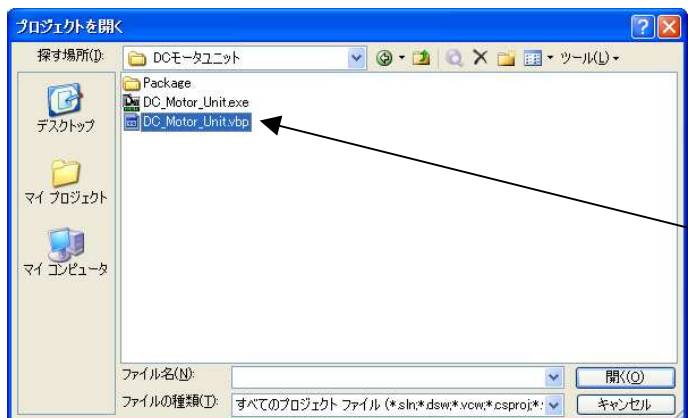 プロジェクトを開く
探す場所(I):
DCモータユニット
ツール(L)
Package
DC_Motor_Unit.exe
DC_Motor_Unit.vbp
デスクトップ
マイ プロジェクト
マイ コンピュータ
ファイル名(N):
開く(O)
ファイルの種類(T):
すべてのプロジェクト ファイル (*.sln;*.dsw;*.vcw;*.csproj;*.
キャンセル